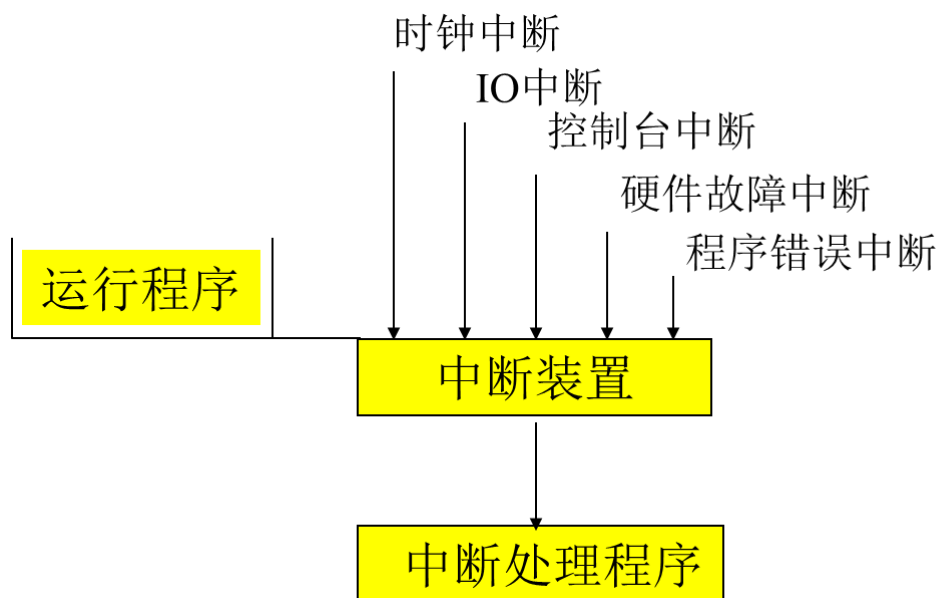 时钟中断
IO中断
控制台中断
硬件故障中断
程序错误中断
运行程序
中断装置
中断处理程序